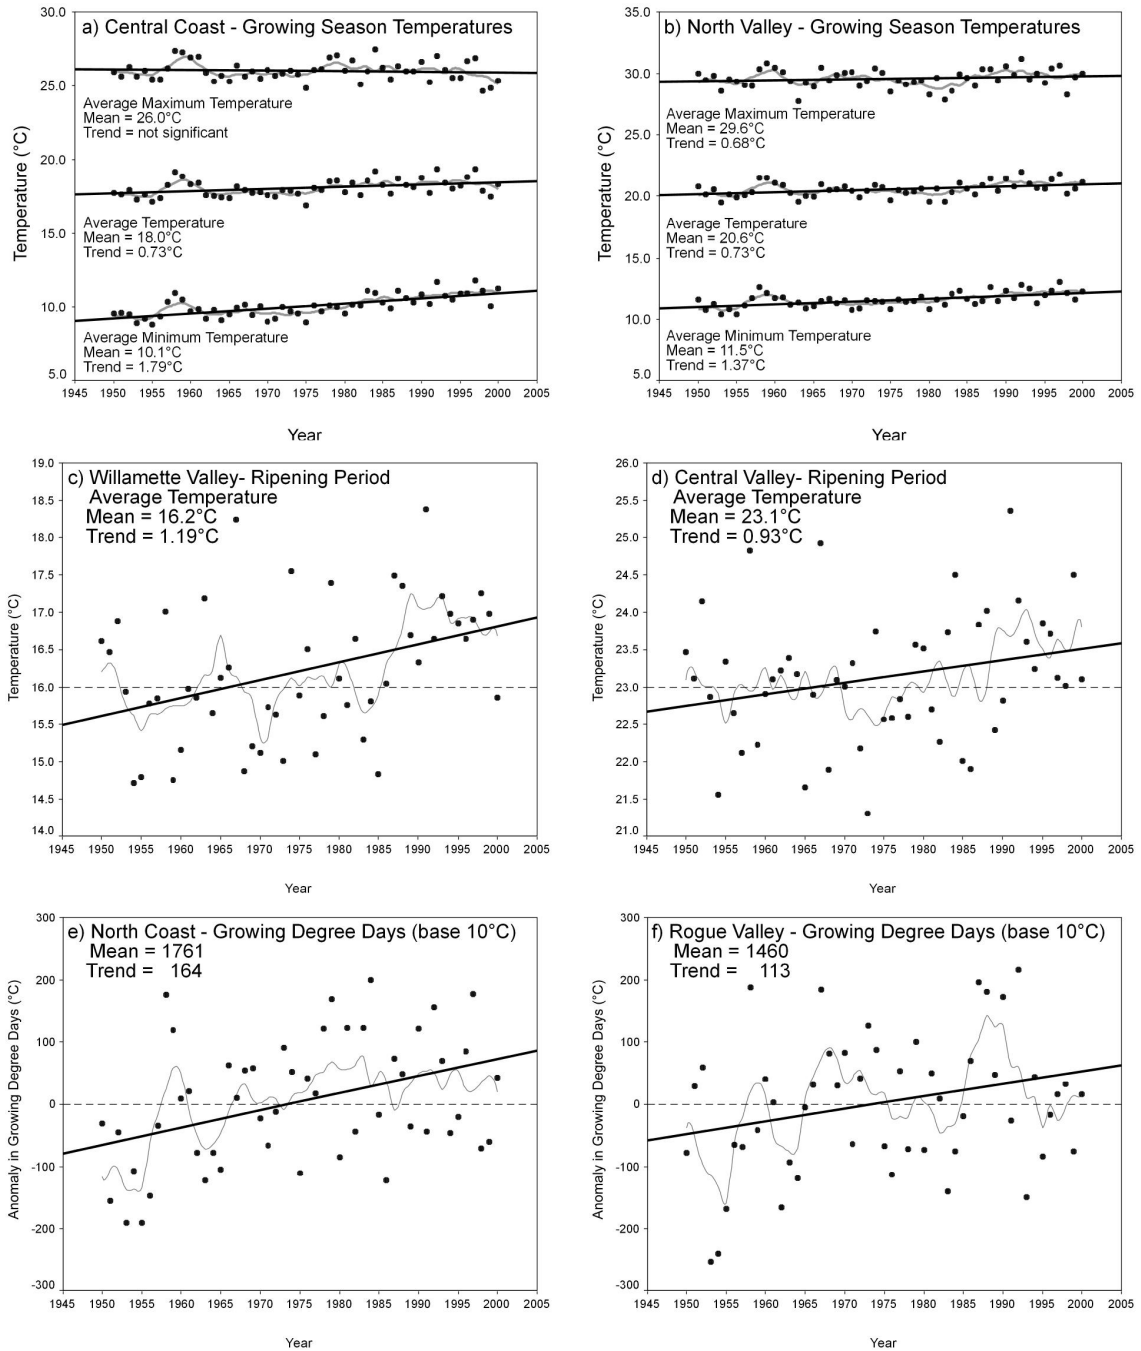 a) Central Coast - Growing Season Temperatures
30.0
25.0
20.0
15.0
10.0
5.0
Temperature (°C)
Average Maximum Temperature
Mean = 26.0°C
Trend = not significant
Average Temperature
Mean = 18.0°C
Trend = 0.73°C
Average Minimum Temperature
Mean = 10.1°C
Trend = 1.79°C
1945 1950 1955 1960 1965 1970 1975 1980 1985 1990 1995 2000 2005
Year
b) North Valley - Growing Season Temperatures
35.0
30.0
25.0
20.0
15.0
10.0
5.0
Temperature (°C)
Average Maximum Temperature
Mean = 29.6°C
Trend = 0.68°C
Average Temperature
Mean = 20.6°C
Trend = 0.73°C
Average Minimum Temperature
Mean = 11.5°C
Trend = 1.37°C
1945 1950 1955 1960 1965 1970 1975 1980 1985 1990 1995 2000 2005
Year
c) Willamette Valley- Ripening Period
Average Temperature
Mean = 16.2°C
Trend = 1.19°C
19.0
18.5
18.0
17.5
17.0
16.5
16.0
15.5
15.0
14.5
14.0
Temperature (°C)
1945 1950 1955 1960 1965 1970 1975 1980 1985 1990 1995 2000 2005
Year
d) Central Valley- Ripening Period
Average Temperature
Mean = 23.1°C
Trend = 0.93°C
26.0
25.5
25.0
24.5
24.0
23.5
23.0
22.5
22.0
21.5
21.0
Temperature (°C)
1945 1950 1955 1960 1965 1970 1975 1980 1985 1990 1995 2000 2005
Year
e) North Coast - Growing Degree Days (base 10°C)
Mean = 1761
Trend = 164
300
200
100
0
-100
-200
-300
Anomaly in Growing Degree Days (°C)
1945 1950 1955 1960 1965 1970 1975 1980 1985 1990 1995 2000 2005
Year
f) Rogue Valley - Growing Degree Days (base 10°C)
Mean = 1460
Trend = 113
300
200
100
0
-100
-200
-300
Anomaly in Growing Degree Days (°C)
1945 1950 1955 1960 1965 1970 1975 1980 1985 1990 1995 2000 2005
Year